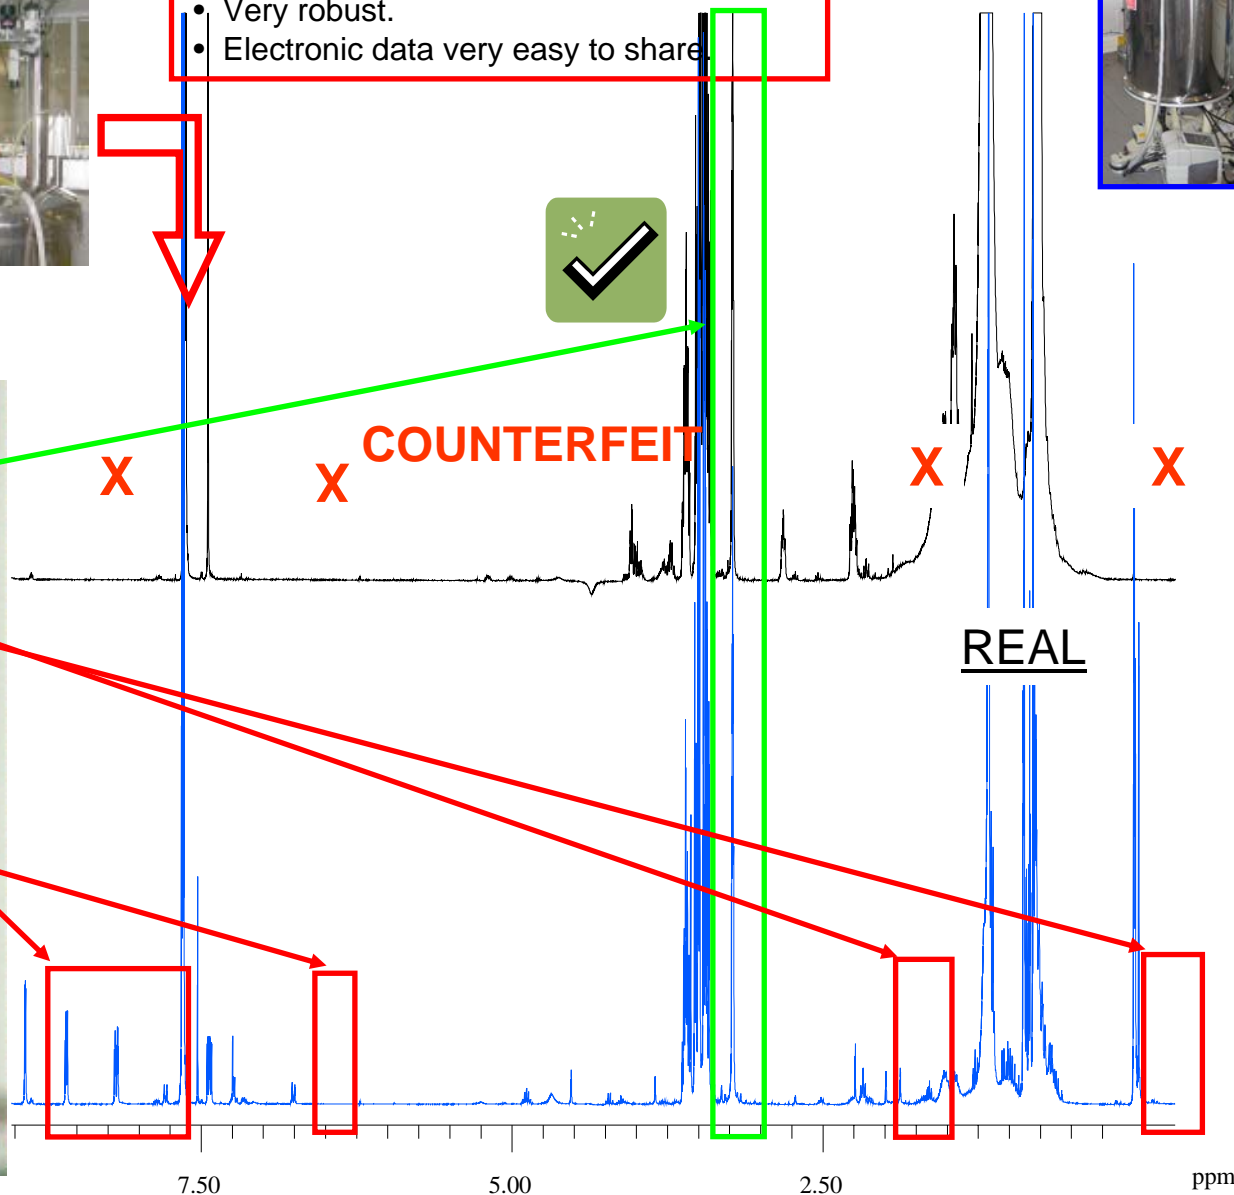 • Very robust.
• Electronic data very easy to share.
COUNTERFEIT
X
X
X
X
REAL
7.50
5.00
2.50
ppm